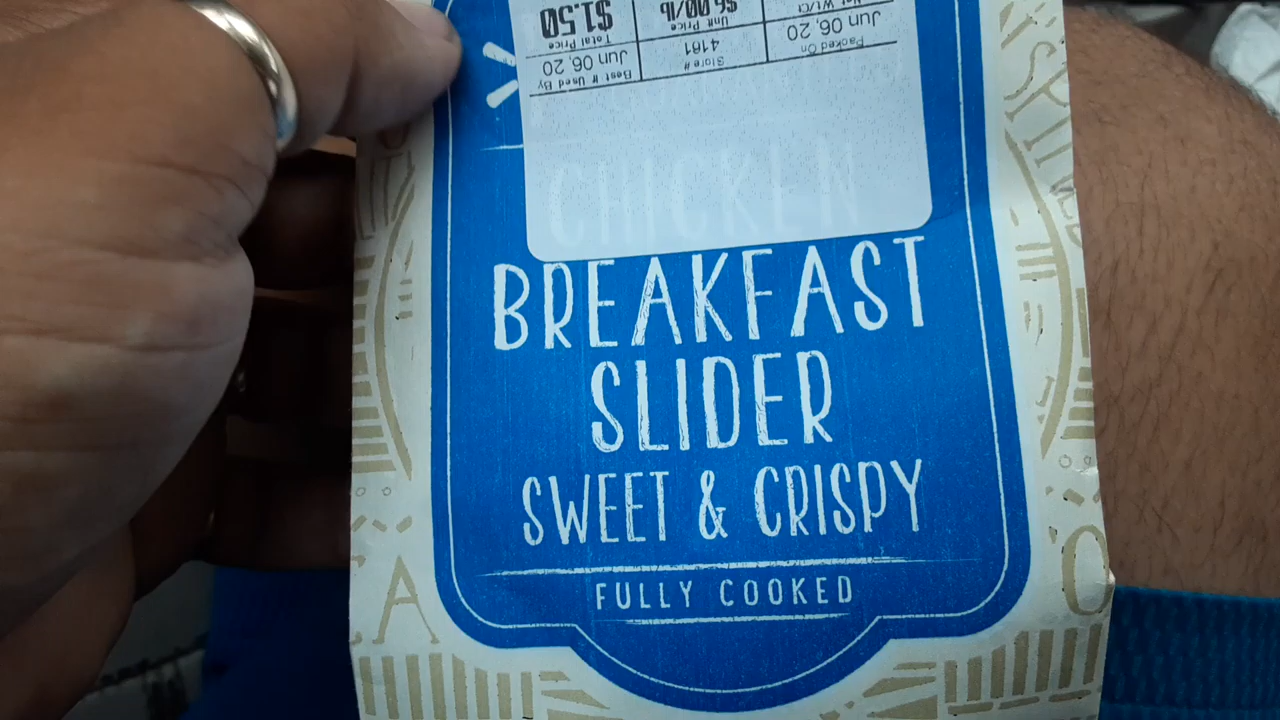 $1.50
$6.00/lb
Total Price
Unit Price
Net Wt/Ct
Jun 06, 20
4161
Jun 06, 20
Best if Used By
Store #
Packed On
CHICKEN
BREAKFAST
SLIDER
SWEET & CRISPY
FULLY COOKED